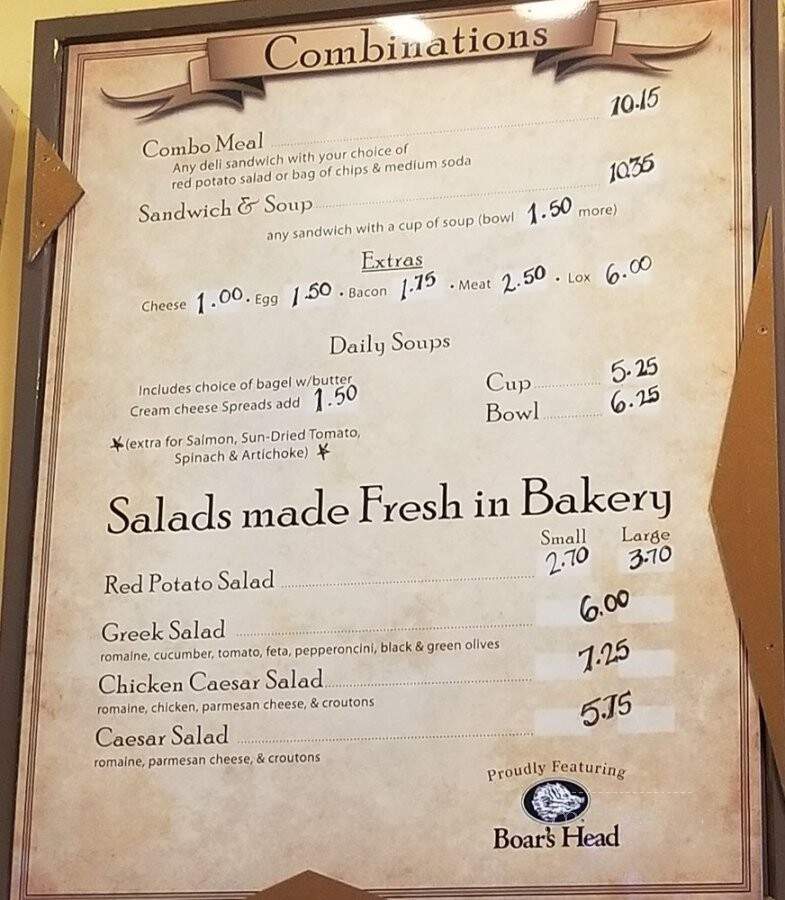 Combinations
Combo Meal 10.15
Any deli sandwich with your choice of
red potato salad or bag of chips & medium soda
Sandwich & Soup 10.35
any sandwich with a cup of soup (bowl 1.50 more)
Extras
Cheese 1.00 · Egg 1.50 · Bacon 1.75 · Meat 2.50 · Lox 6.00
Daily Soups
Includes choice of bagel w/butter
Cream cheese Spreads add 1.50
*(extra for Salmon, Sun-Dried Tomato,
Spinach & Artichoke) *
Cup 5.25
Bowl 6.25
Salads made Fresh in Bakery
Small Large
Red Potato Salad 2.70 3.70
Greek Salad 6.00
romaine, cucumber, tomato, feta, pepperoncini, black & green olives
Chicken Caesar Salad 7.25
romaine, chicken, parmesan cheese, & croutons
Caesar Salad 5.75
romaine, parmesan cheese, & croutons
Proudly Featuring
Boar's Head